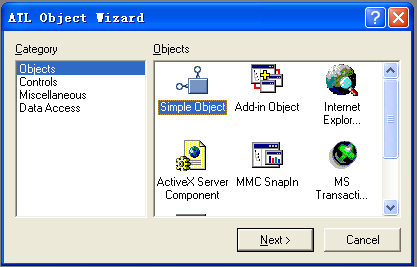 ATL Object Wizard
Category
Objects
Objects
Controls
Miscellaneous
Data Access
Simple Object
Add-in Object
Internet
Explor...
ActiveX Server
Component
MMC SnapIn
MS
Transacti...
Next >
Cancel